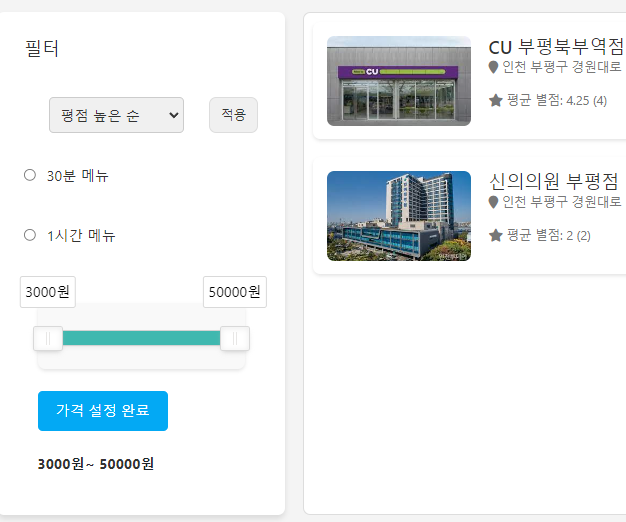 필터
평점 높은 순
적용
30분 메뉴
1시간 메뉴
3000원
50000원
가격 설정 완료
3000원~ 50000원
CU
CU 부평북부역점
인천 부평구 경원대로
평균 별점: 4.25 (4)
신의의원 부평점
인천 부평구 경원대로
평균 별점: 2 (2)